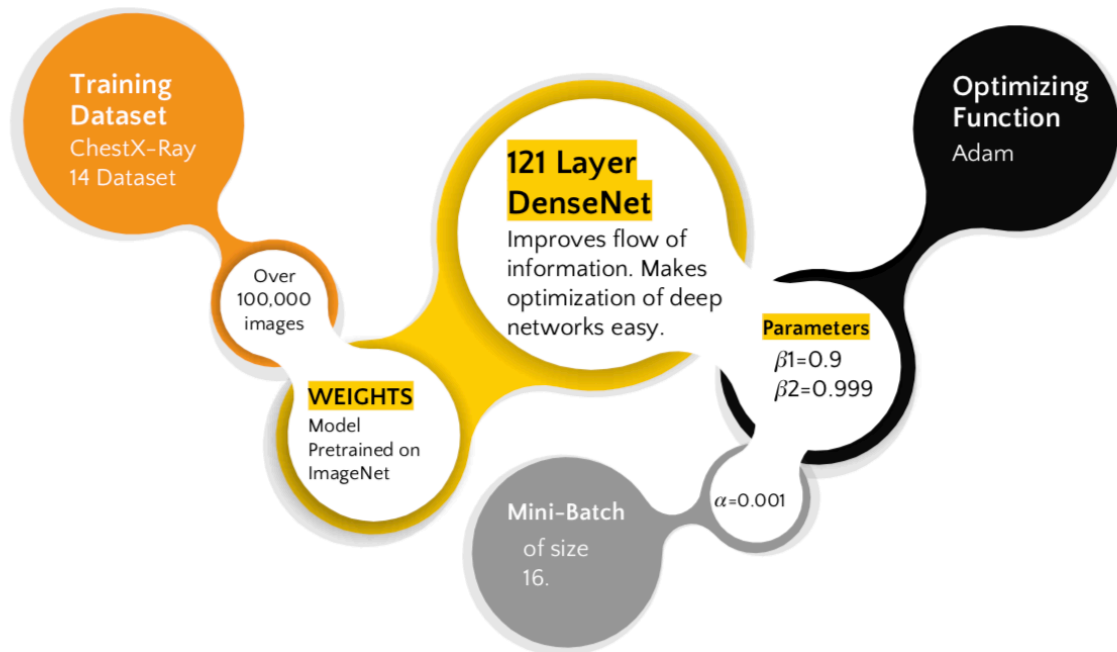 Training
Dataset
ChestX-Ray
14 Dataset
Over
100,000
images
WEIGHTS
Model
Pretrained on
ImageNet
121 Layer
DenseNet
Improves flow of
information. Makes
optimization of deep
networks easy.
Optimizing
Function
Adam
Parameters
β1=0.9
β2=0.999
α=0.001
Mini-Batch
of size
16.